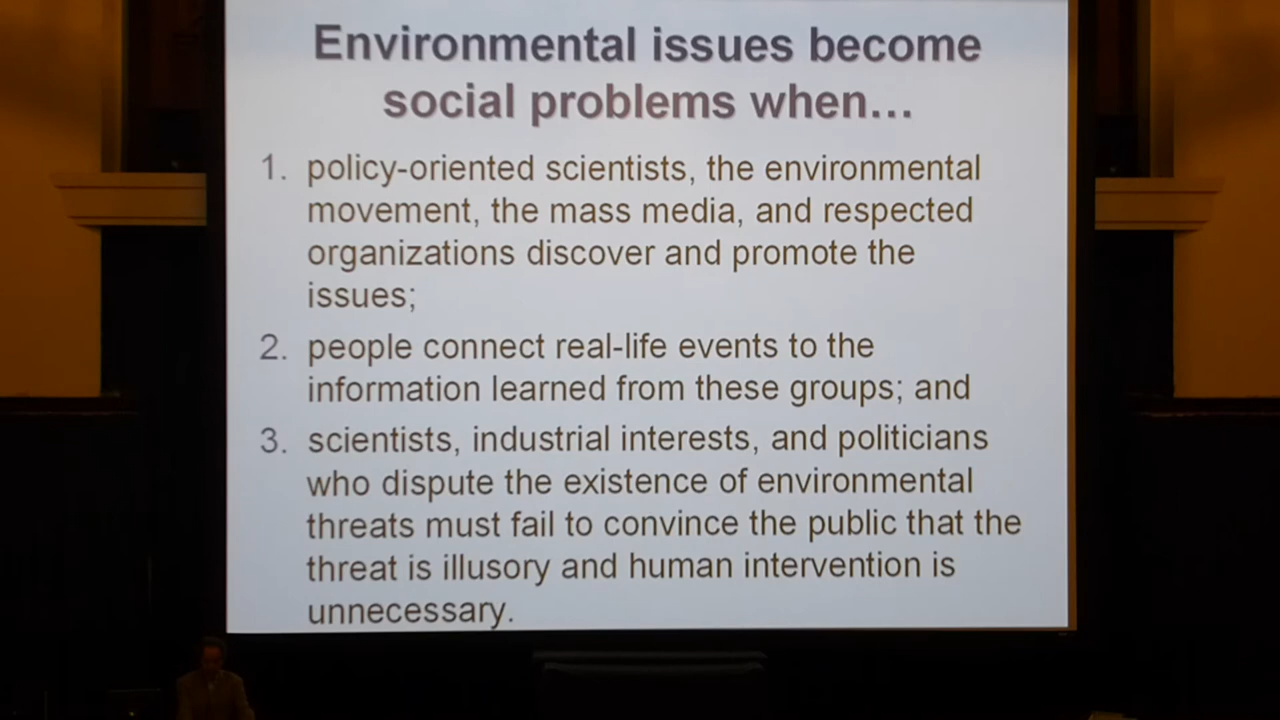 Environmental issues become
social problems when...
1. policy-oriented scientists, the environmental
movement, the mass media, and respected
organizations discover and promote the
issues;
2. people connect real-life events to the
information learned from these groups; and
3. scientists, industrial interests, and politicians
who dispute the existence of environmental
threats must fail to convince the public that the
threat is illusory and human intervention is
unnecessary.